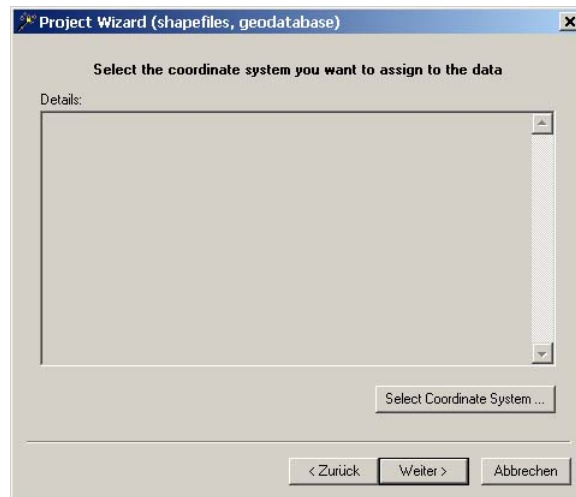 Project Wizard (shapefiles, geodatabase)
Select the coordinate system you want to assign to the data
Details:
Select Coordinate System ...
< Zurück
Weiter >
Abbrechen